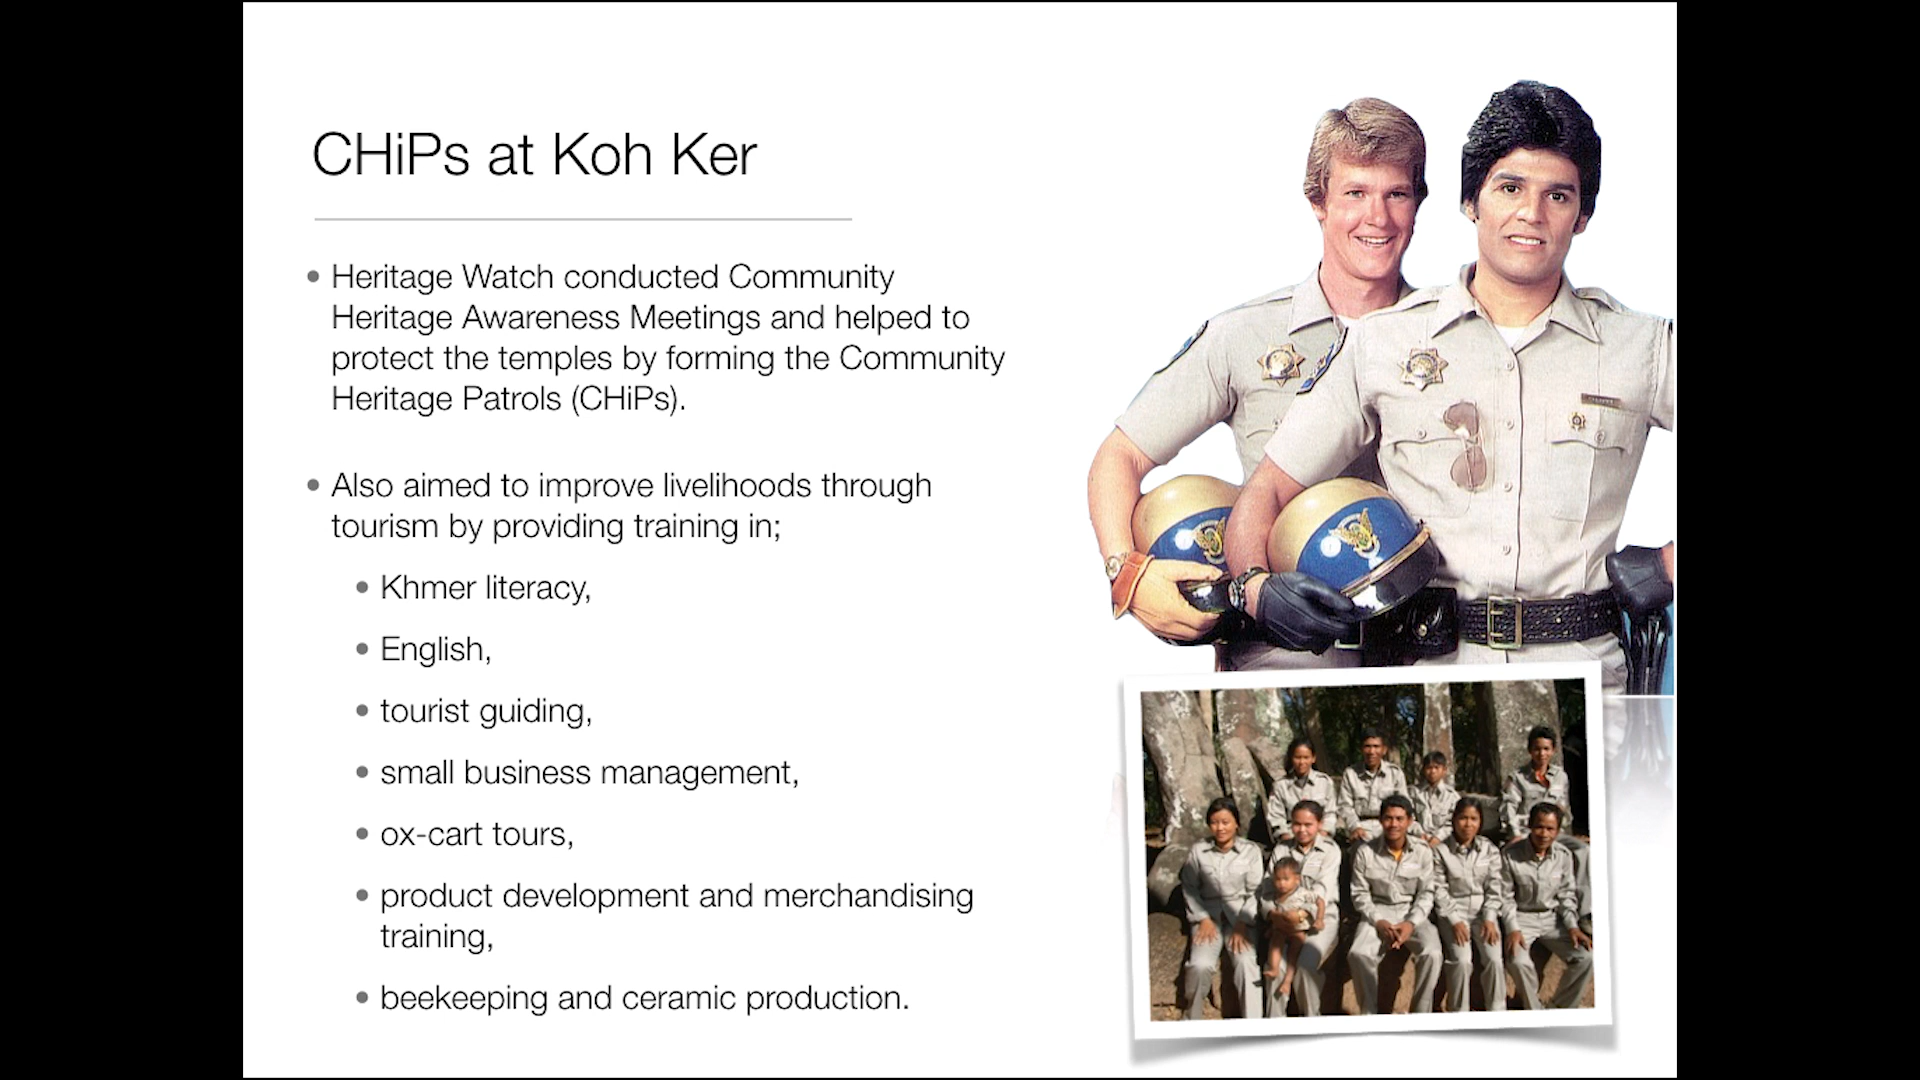 CHiPs at Koh Ker
• Heritage Watch conducted Community
Heritage Awareness Meetings and helped to
protect the temples by forming the Community
Heritage Patrols (CHiPs).
• Also aimed to improve livelihoods through
tourism by providing training in;
• Khmer literacy,
• English,
• tourist guiding,
• small business management,
• ox-cart tours,
• product development and merchandising
training,
• beekeeping and ceramic production.